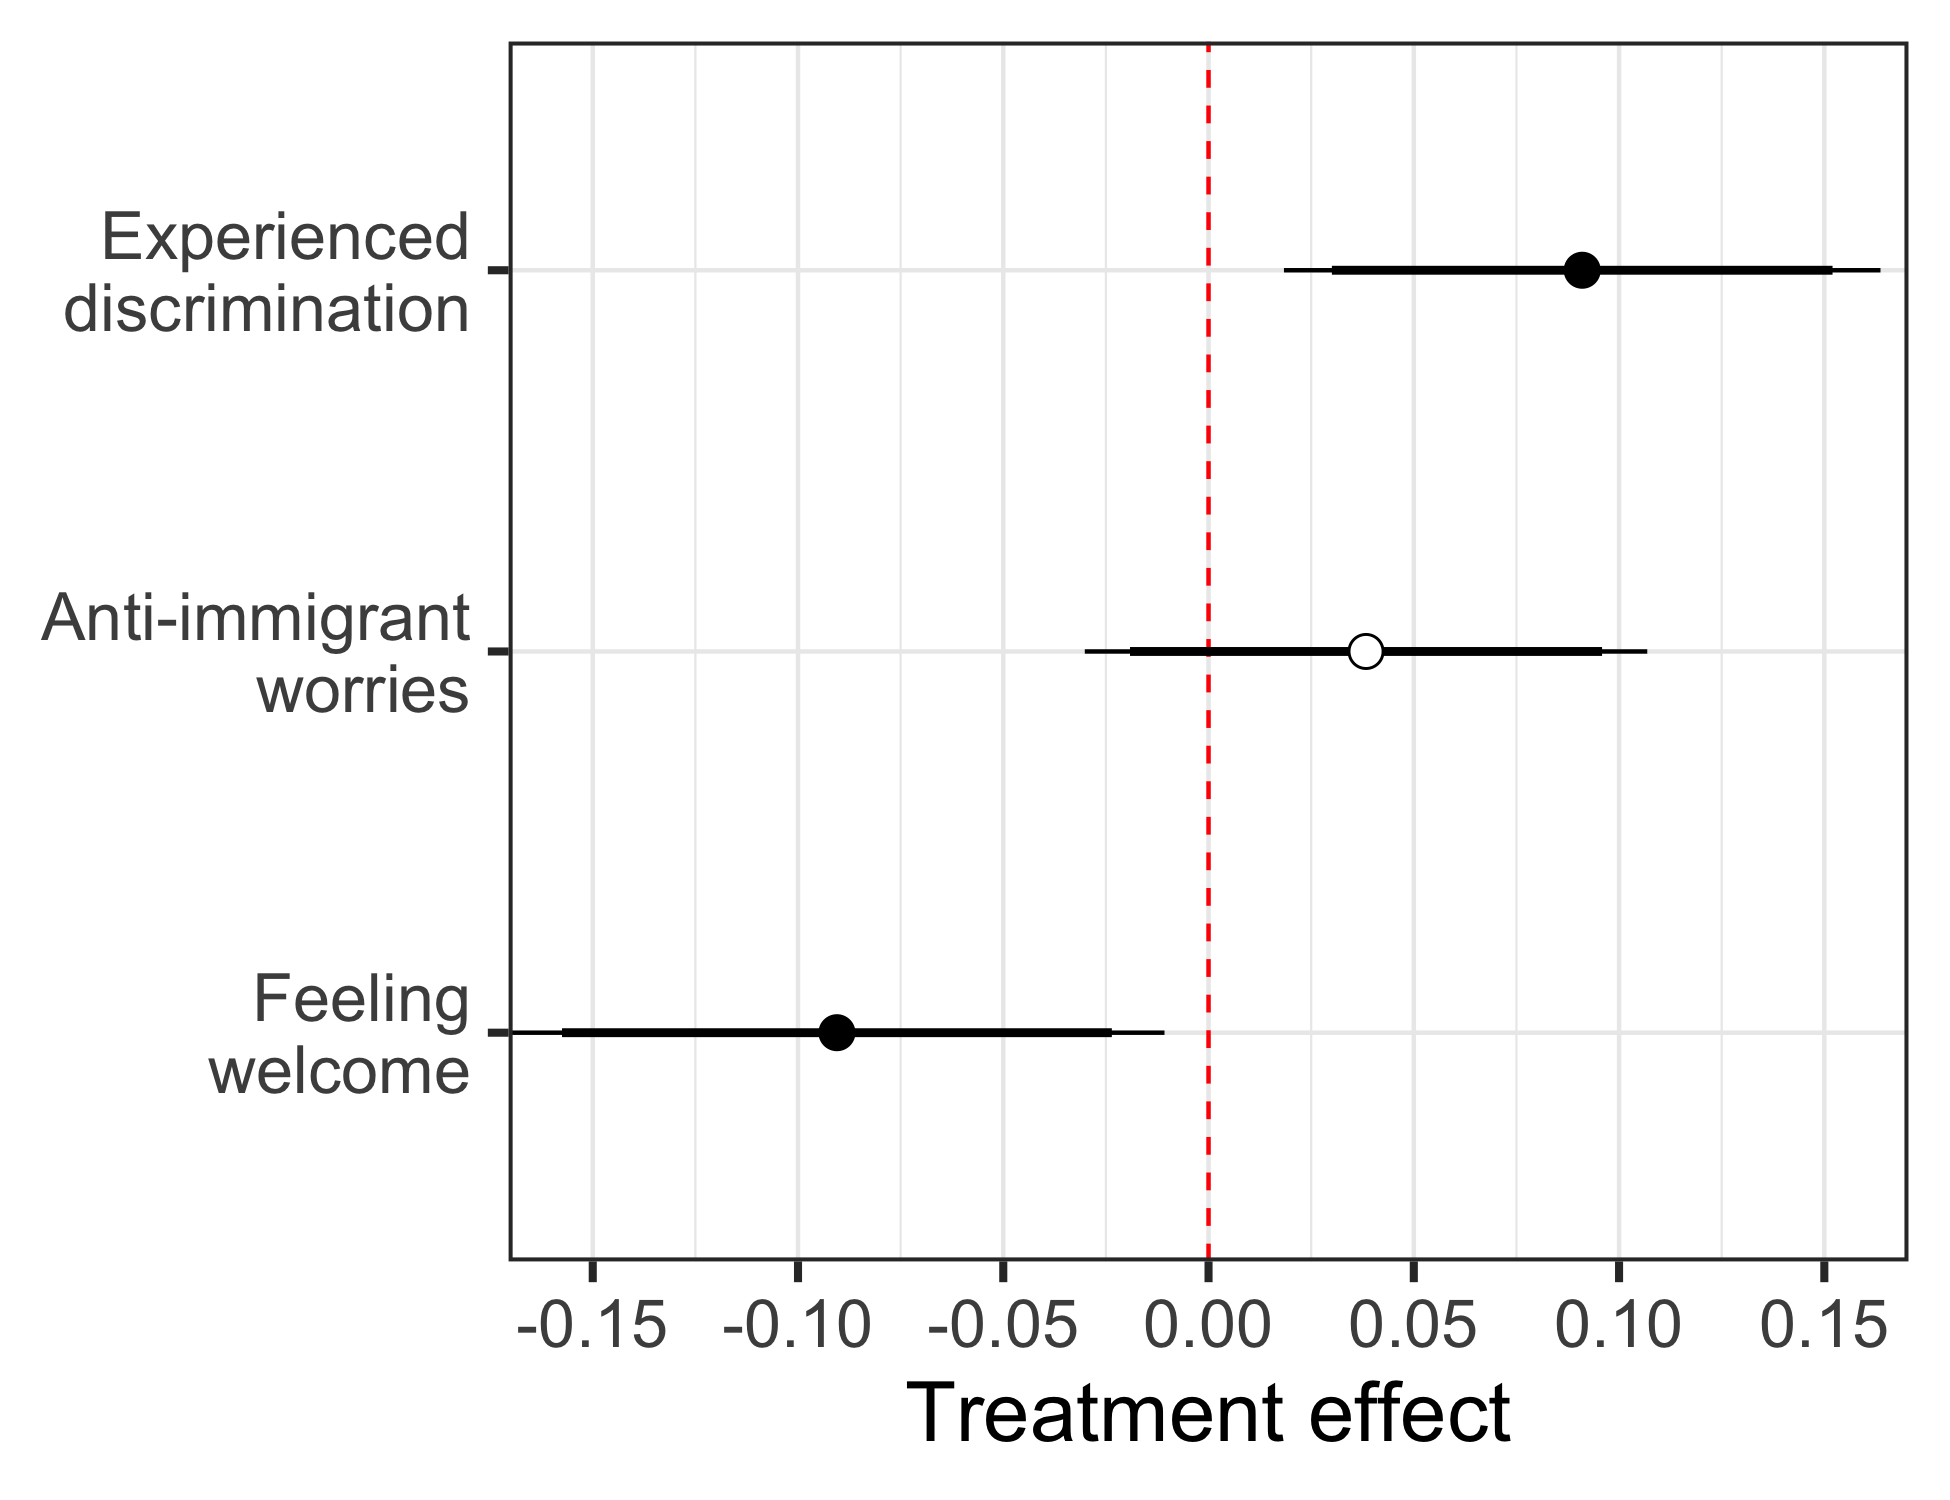 Experienced
discrimination
Anti-immigrant
worries
Feeling
welcome
-0.15 -0.10 -0.05 0.00 0.05 0.10 0.15
Treatment effect